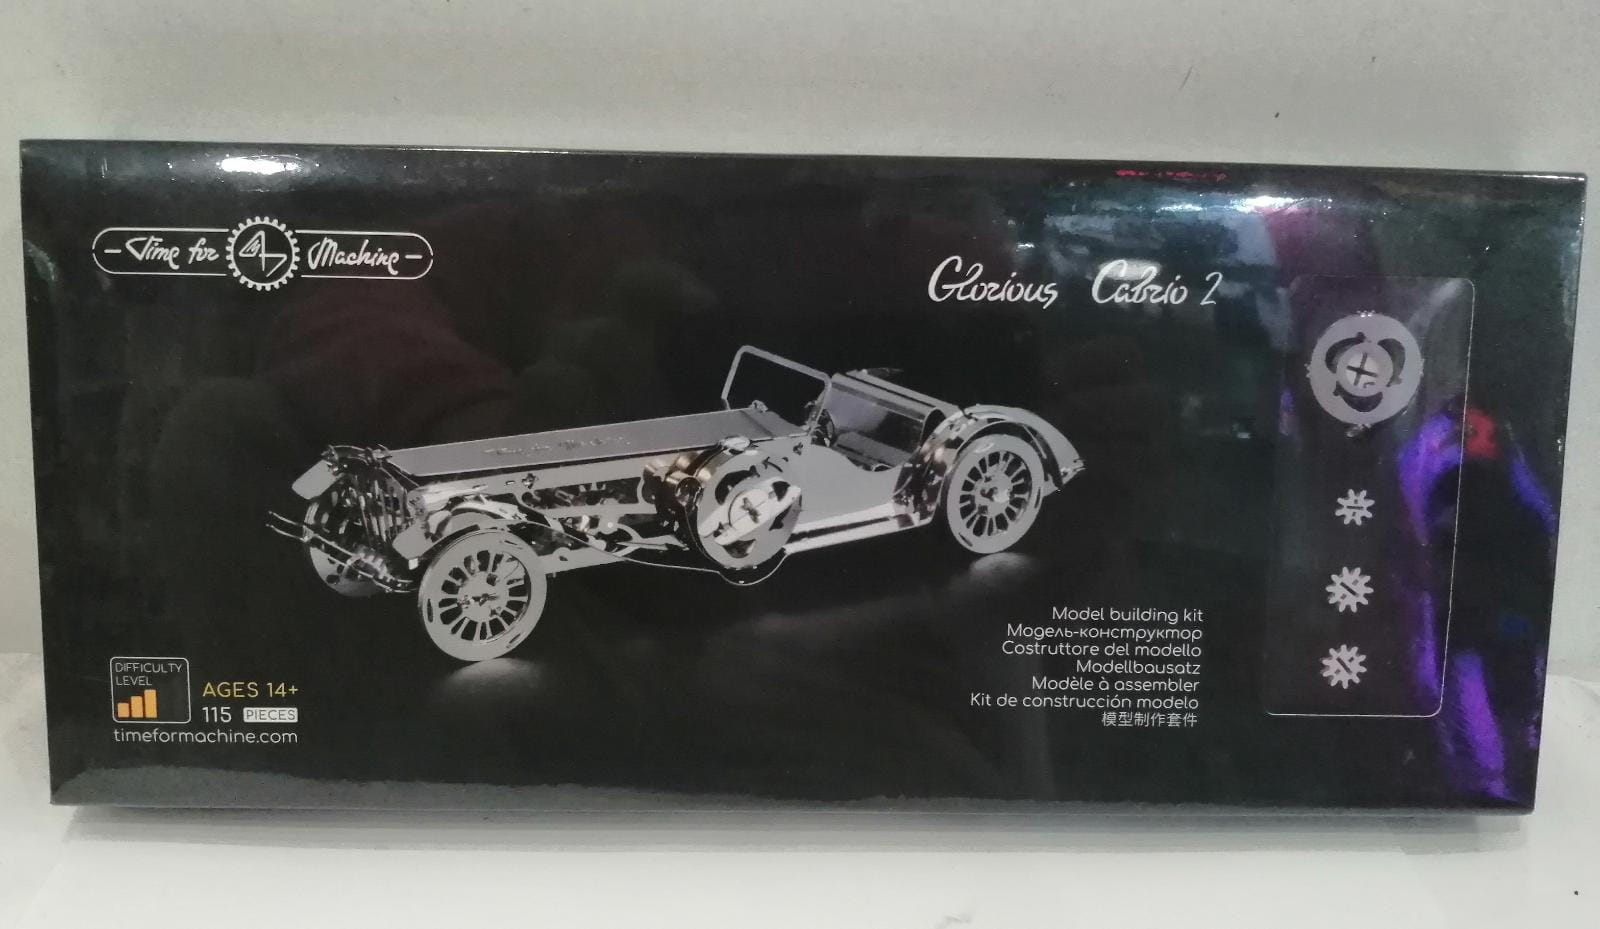 Time for Machine
Glorious Cabrio 2
Model building kit
Модель-конструктор
Costruttore del modello
Modellbausatz
Modèle à assembler
Kit de construcción modelo
模型制作套件
DIFFICULTY
LEVEL
AGES 14+
115 PIECES
timeformachine.com